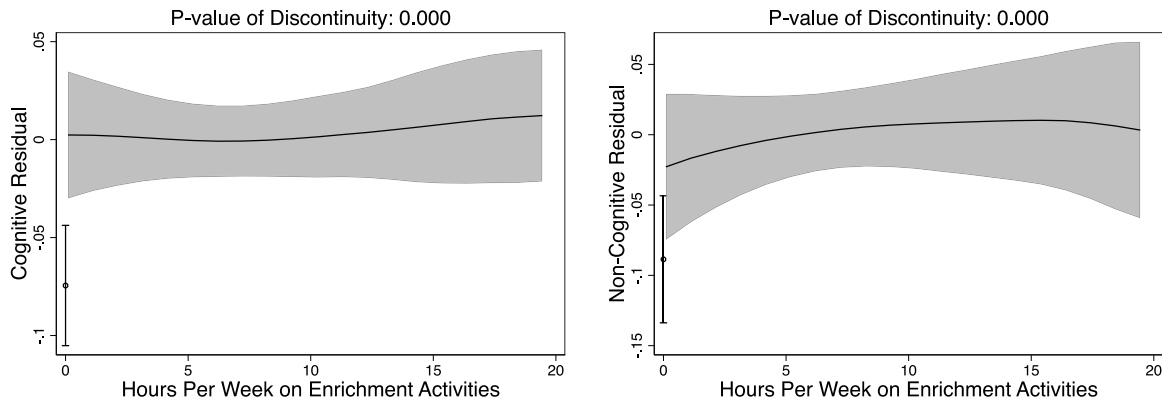 P-value of Discontinuity: 0.000
Cognitive Residual
.05
0
-.05
-.1
0 5 10 15 20
Hours Per Week on Enrichment Activities
P-value of Discontinuity: 0.000
Non-Cognitive Residual
.05
0
-.05
-.1
-.15
0 5 10 15 20
Hours Per Week on Enrichment Activities